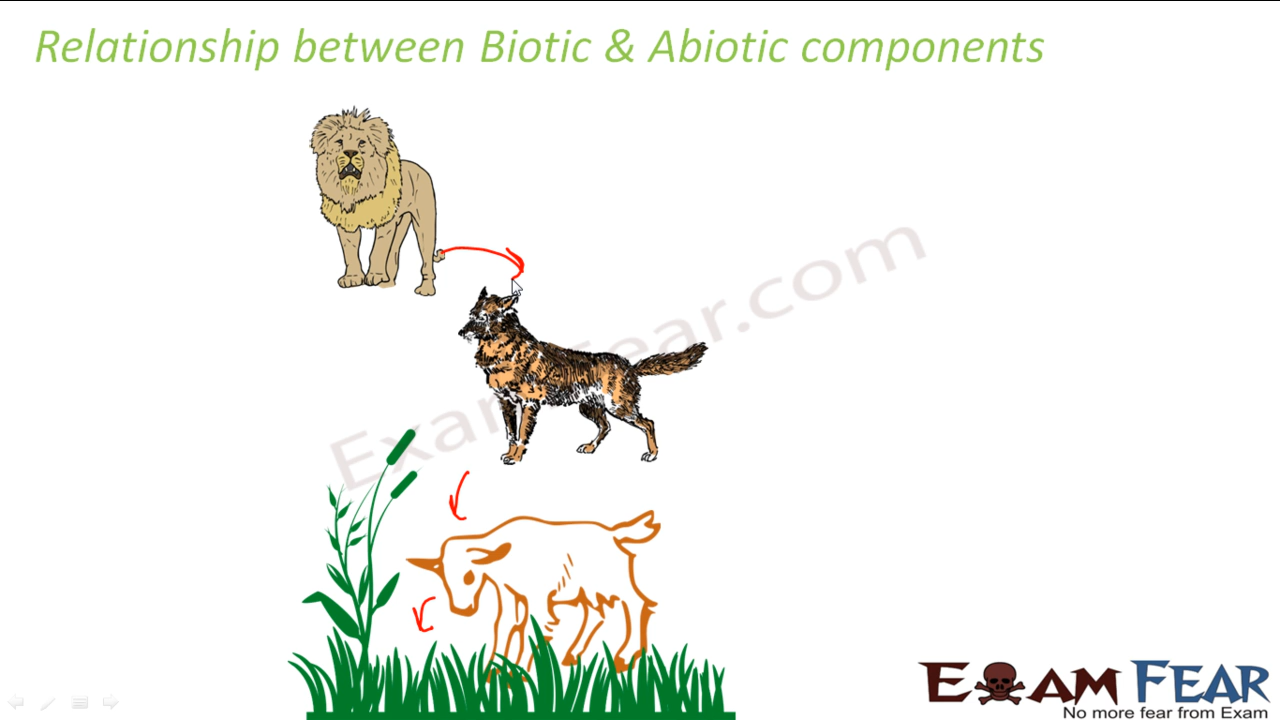 Relationship between Biotic & Abiotic components
ExamFear.com
EXAM FEAR
No more fear from Exam